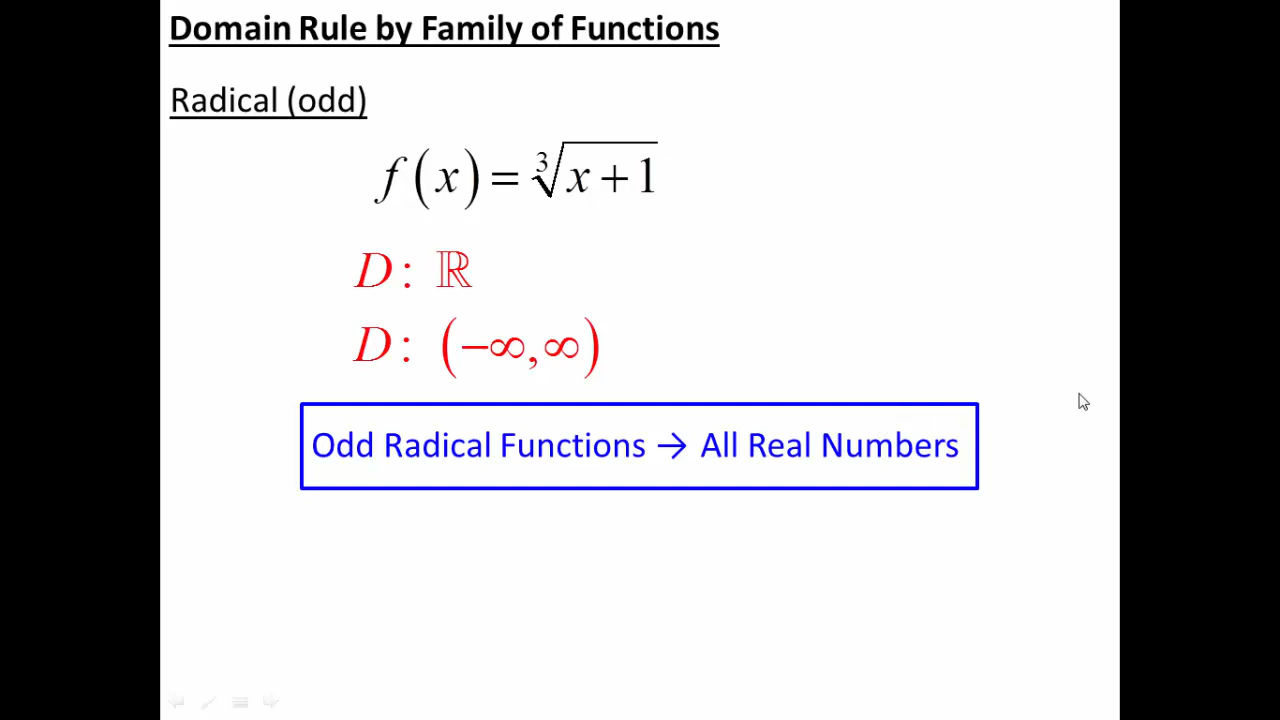 Domain Rule by Family of Functions
Radical (odd)
f(x) = ∛(x + 1)
D: ℝ
D: (−∞,∞)
Odd Radical Functions → All Real Numbers